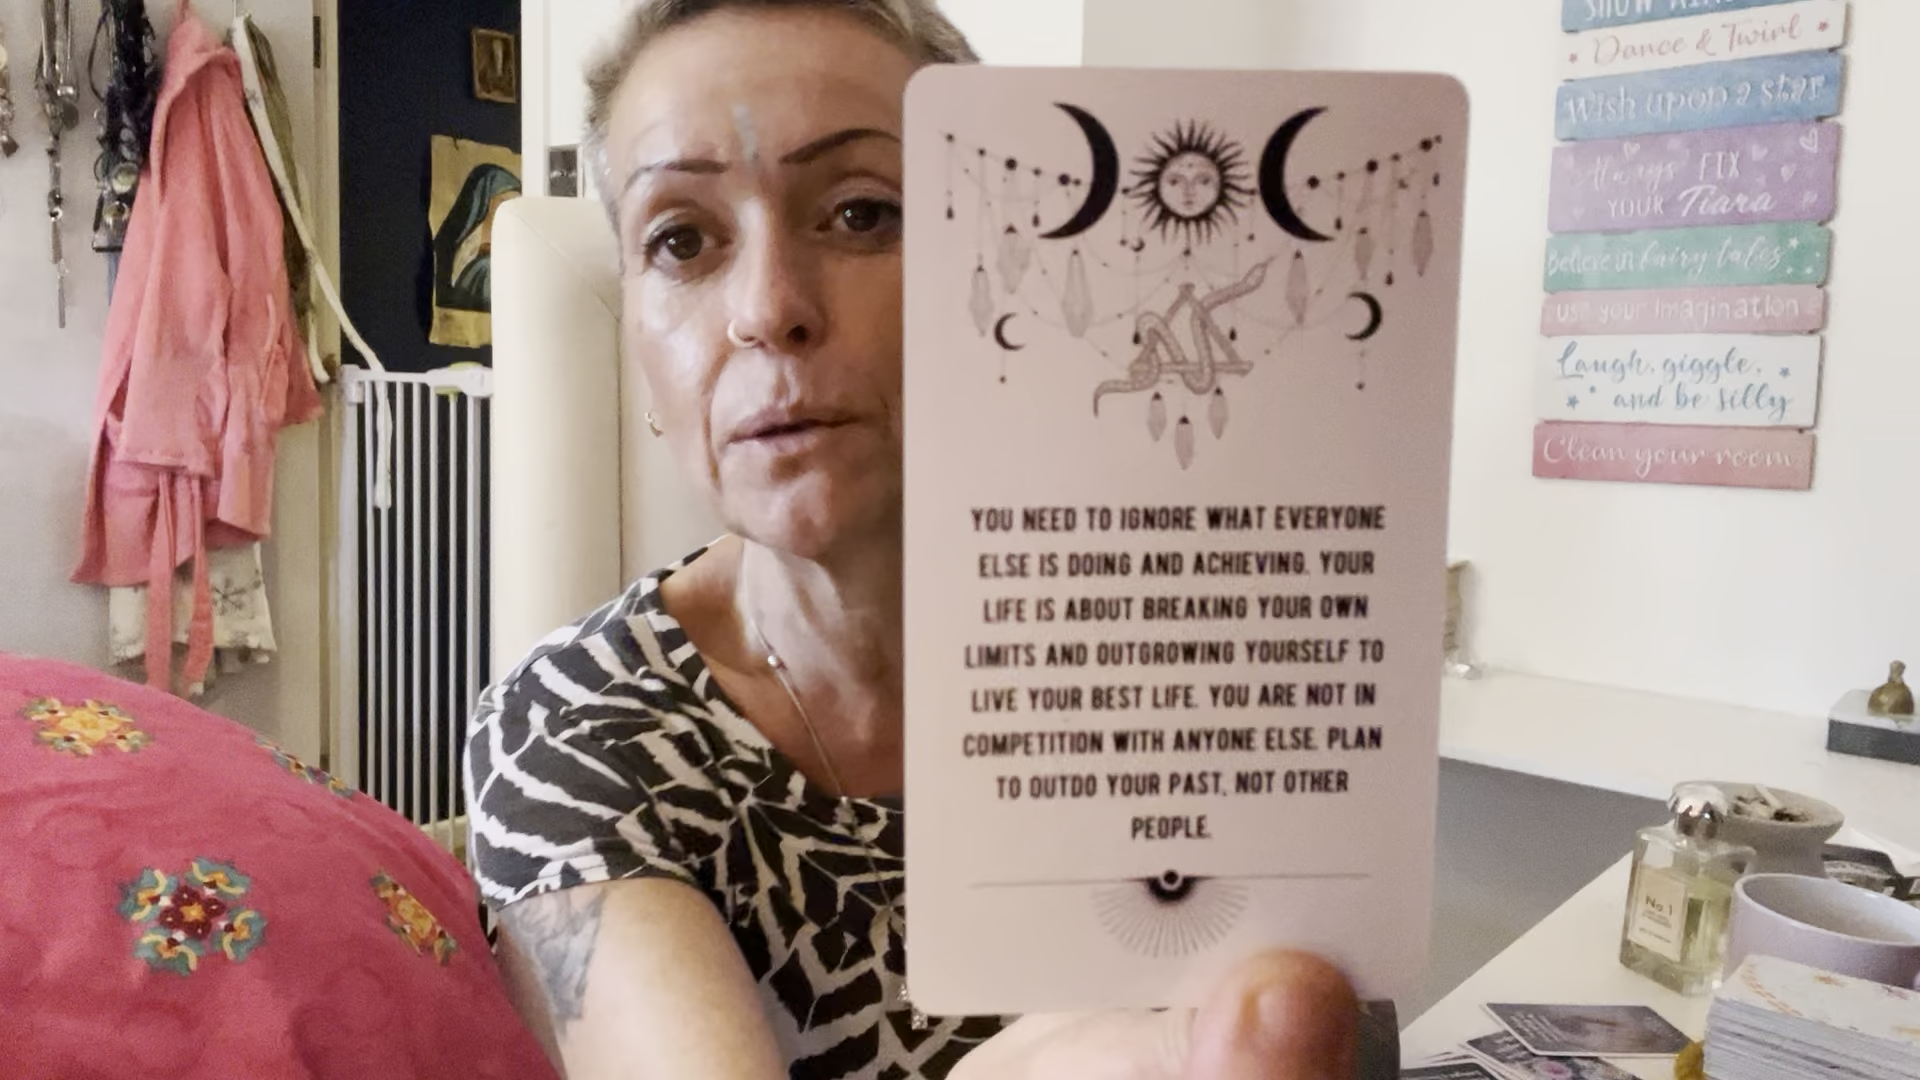 YOU NEED TO IGNORE WHAT EVERYONE
ELSE IS DOING AND ACHIEVING. YOUR
LIFE IS ABOUT BREAKING YOUR OWN
LIMITS AND OUTGROWING YOURSELF TO
LIVE YOUR BEST LIFE. YOU ARE NOT IN
COMPETITION WITH ANYONE ELSE. PLAN
TO OUTDO YOUR PAST, NOT OTHER
PEOPLE.
SHOW
Dance & Twirl
Wish upon a star
Always FIX
YOUR Tiara
Believe in fairy tales
use your imagination
Laugh, giggle,
and be silly
Clean your room
No.1